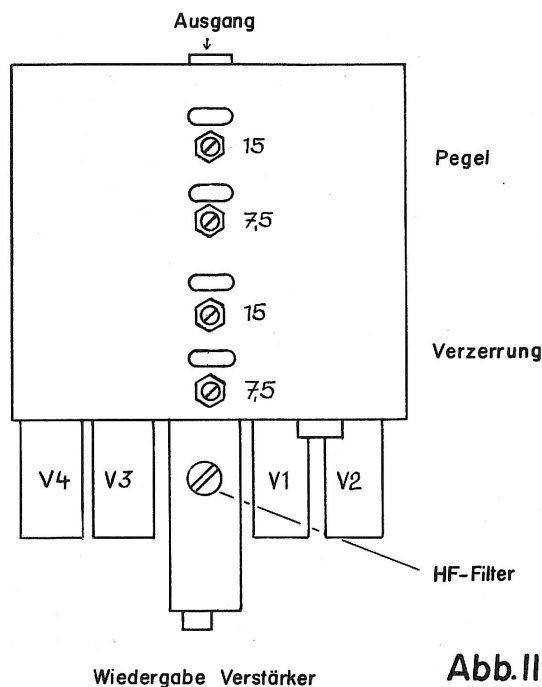 Ausgang
15
Pegel
7,5
15
Verzerrung
7,5
V4 V3 V1 V2
HF-Filter
Wiedergabe Verstärker
Abb. II